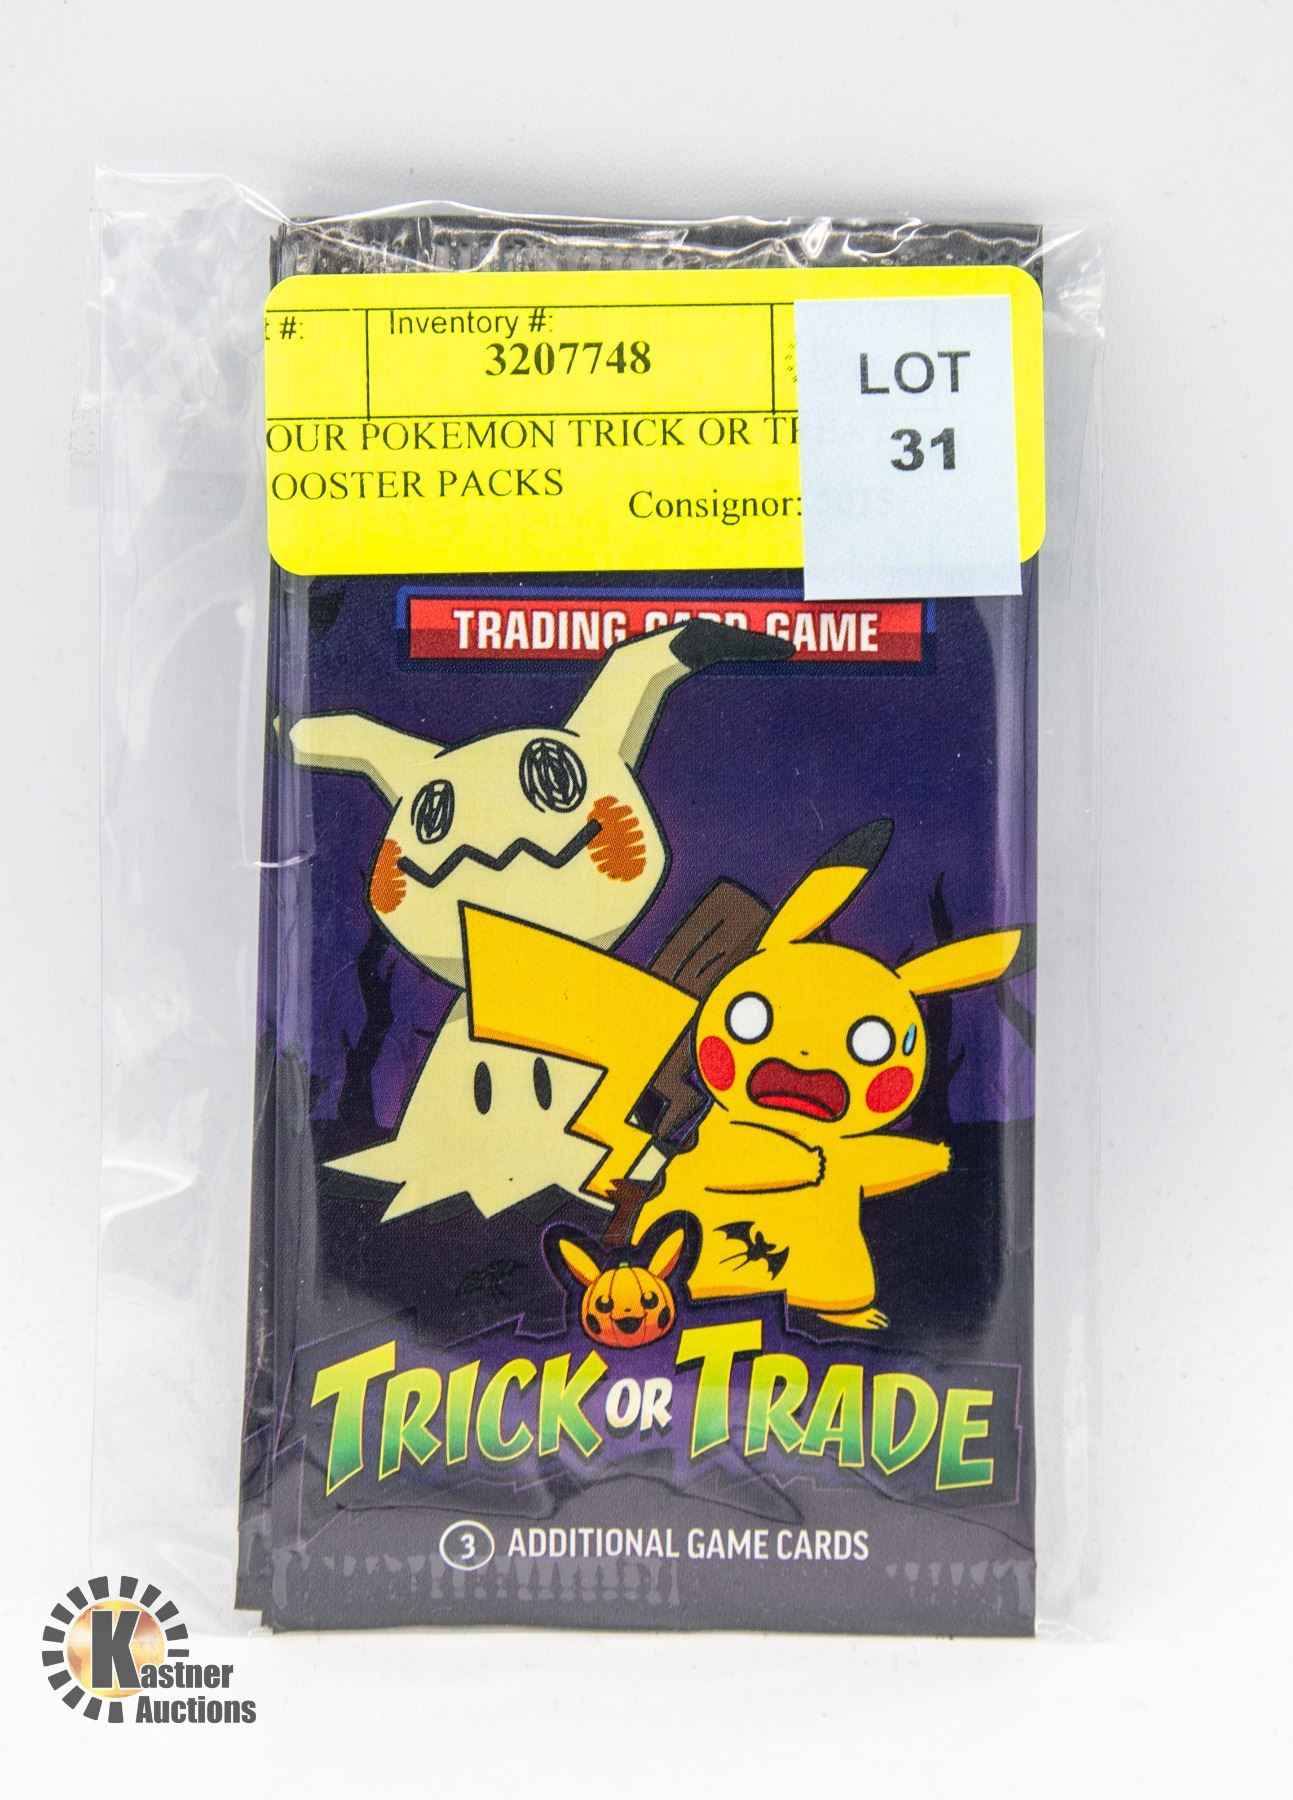 #:
Inventory #:
3207748
LOT
31
OUR POKEMON TRICK OR
OOSTER PACKS
Consignor:
TRADING CARD GAME
TRICK OR TRADE
3 ADDITIONAL GAME CARDS
Kastner
Auctions